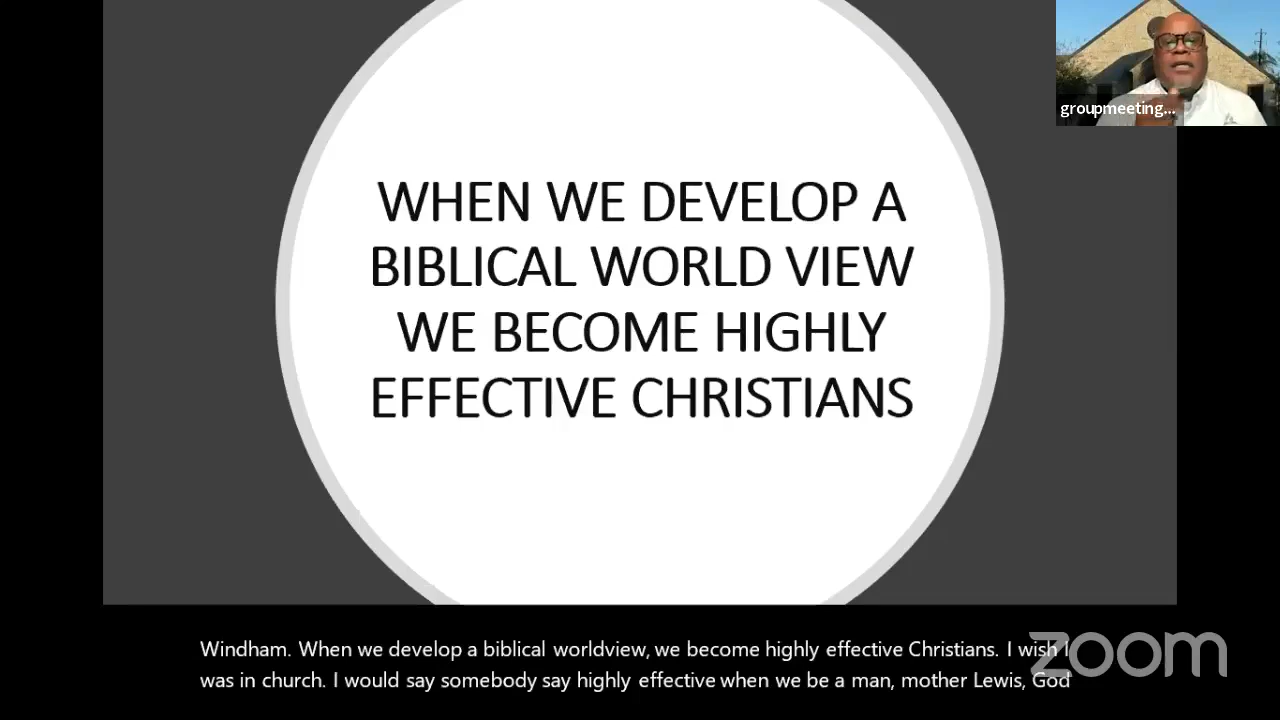 groupmeeting...
WHEN WE DEVELOP A
BIBLICAL WORLD VIEW
WE BECOME HIGHLY
EFFECTIVE CHRISTIANS
Windham. When we develop a biblical worldview, we become highly effective Christians. I wish I
was in church. I would say somebody say highly effective when we be a man, mother Lewis, God
zoom